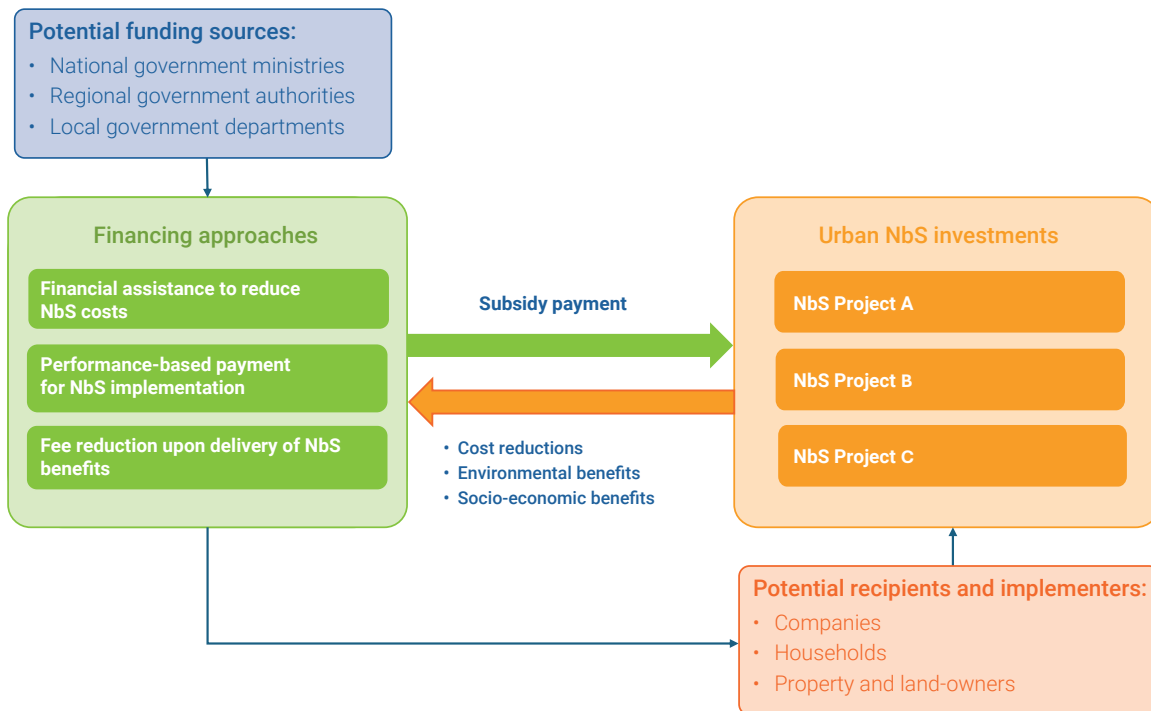 Potential funding sources:
• National government ministries
• Regional government authorities
• Local government departments
Financing approaches
Financial assistance to reduce
NbS costs
Performance-based payment
for NbS implementation
Fee reduction upon delivery of NbS
benefits
Subsidy payment
• Cost reductions
• Environmental benefits
• Socio-economic benefits
Urban NbS investments
NbS Project A
NbS Project B
NbS Project C
Potential recipients and implementers:
• Companies
• Households
• Property and land-owners